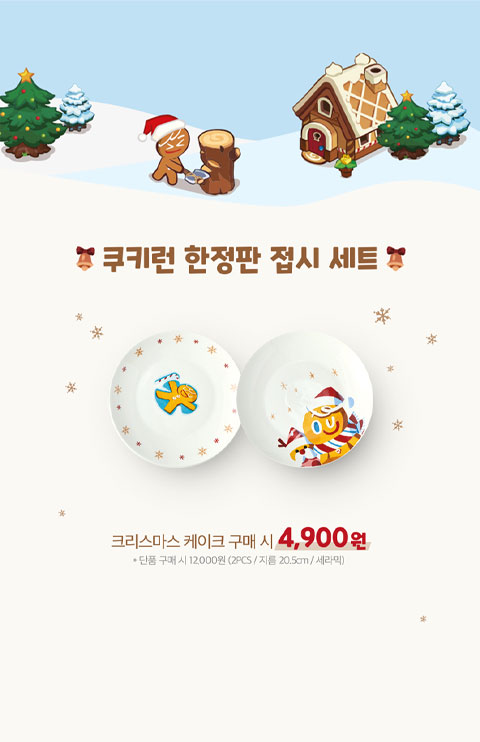 쿠키런 한정판 접시 세트
크리스마스 케이크 구매 시 4,900원
* 단품 구매 시 12,000원 (2PCS / 지름 20.5cm / 세라믹)